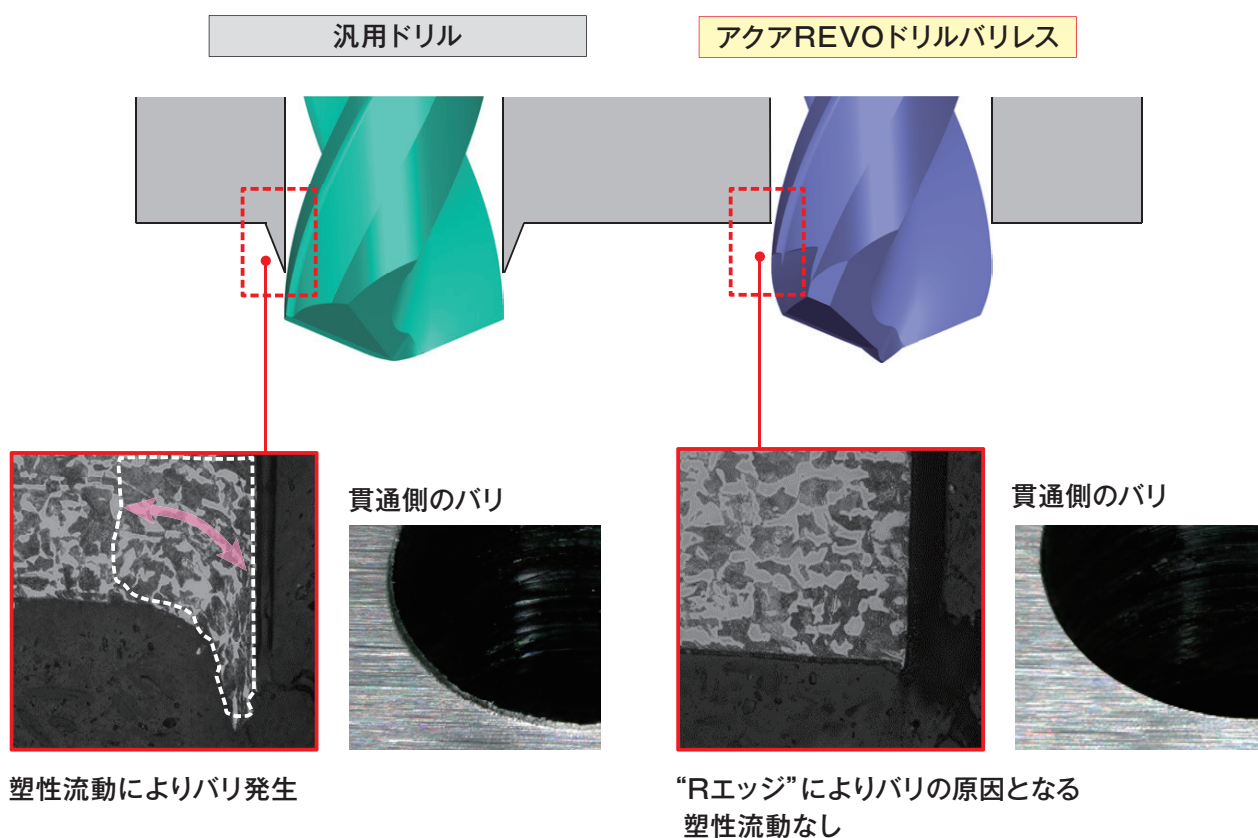 汎用ドリル
アクアREVOドリルバリレス
貫通側のバリ
貫通側のバリ
塑性流動によりバリ発生
“Rエッジ”によりバリの原因となる
塑性流動なし